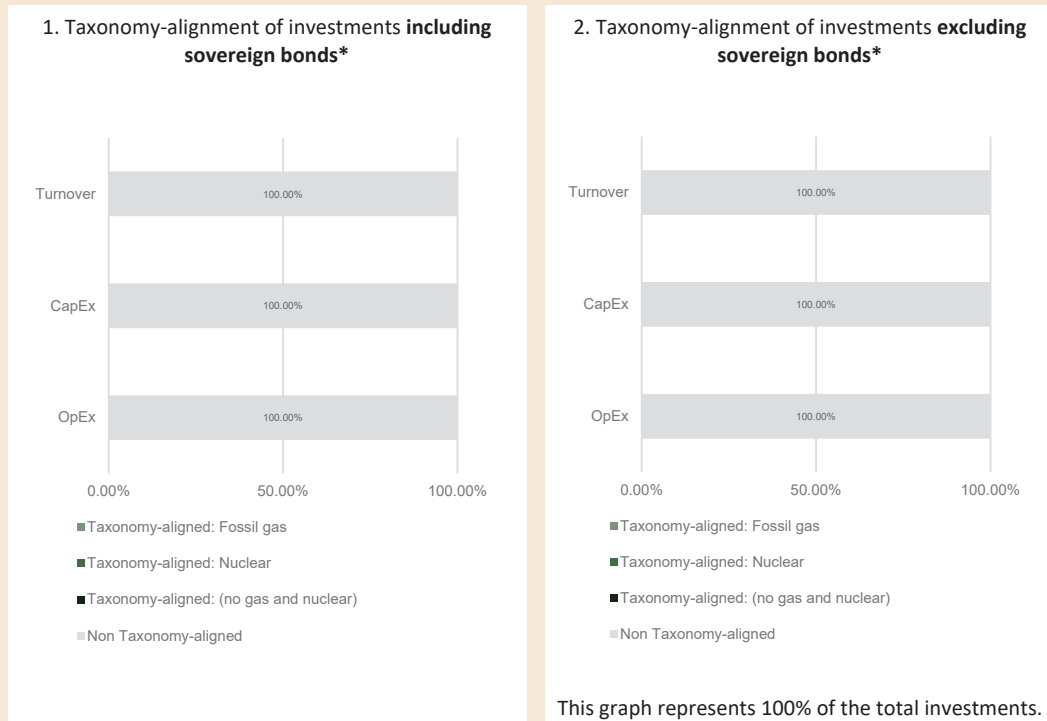 1. Taxonomy-alignment of investments including
sovereign bonds*
Turnover
100.00%
CapEx
100.00%
OpEx
100.00%
0.00%
50.00%
100.00%
Taxonomy-aligned: Fossil gas
Taxonomy-aligned: Nuclear
Taxonomy-aligned: (no gas and nuclear)
Non Taxonomy-aligned
2. Taxonomy-alignment of investments excluding
sovereign bonds*
Turnover
100.00%
CapEx
100.00%
OpEx
100.00%
0.00%
50.00%
100.00%
Taxonomy-aligned: Fossil gas
Taxonomy-aligned: Nuclear
Taxonomy-aligned: (no gas and nuclear)
Non Taxonomy-aligned
This graph represents 100% of the total investments.